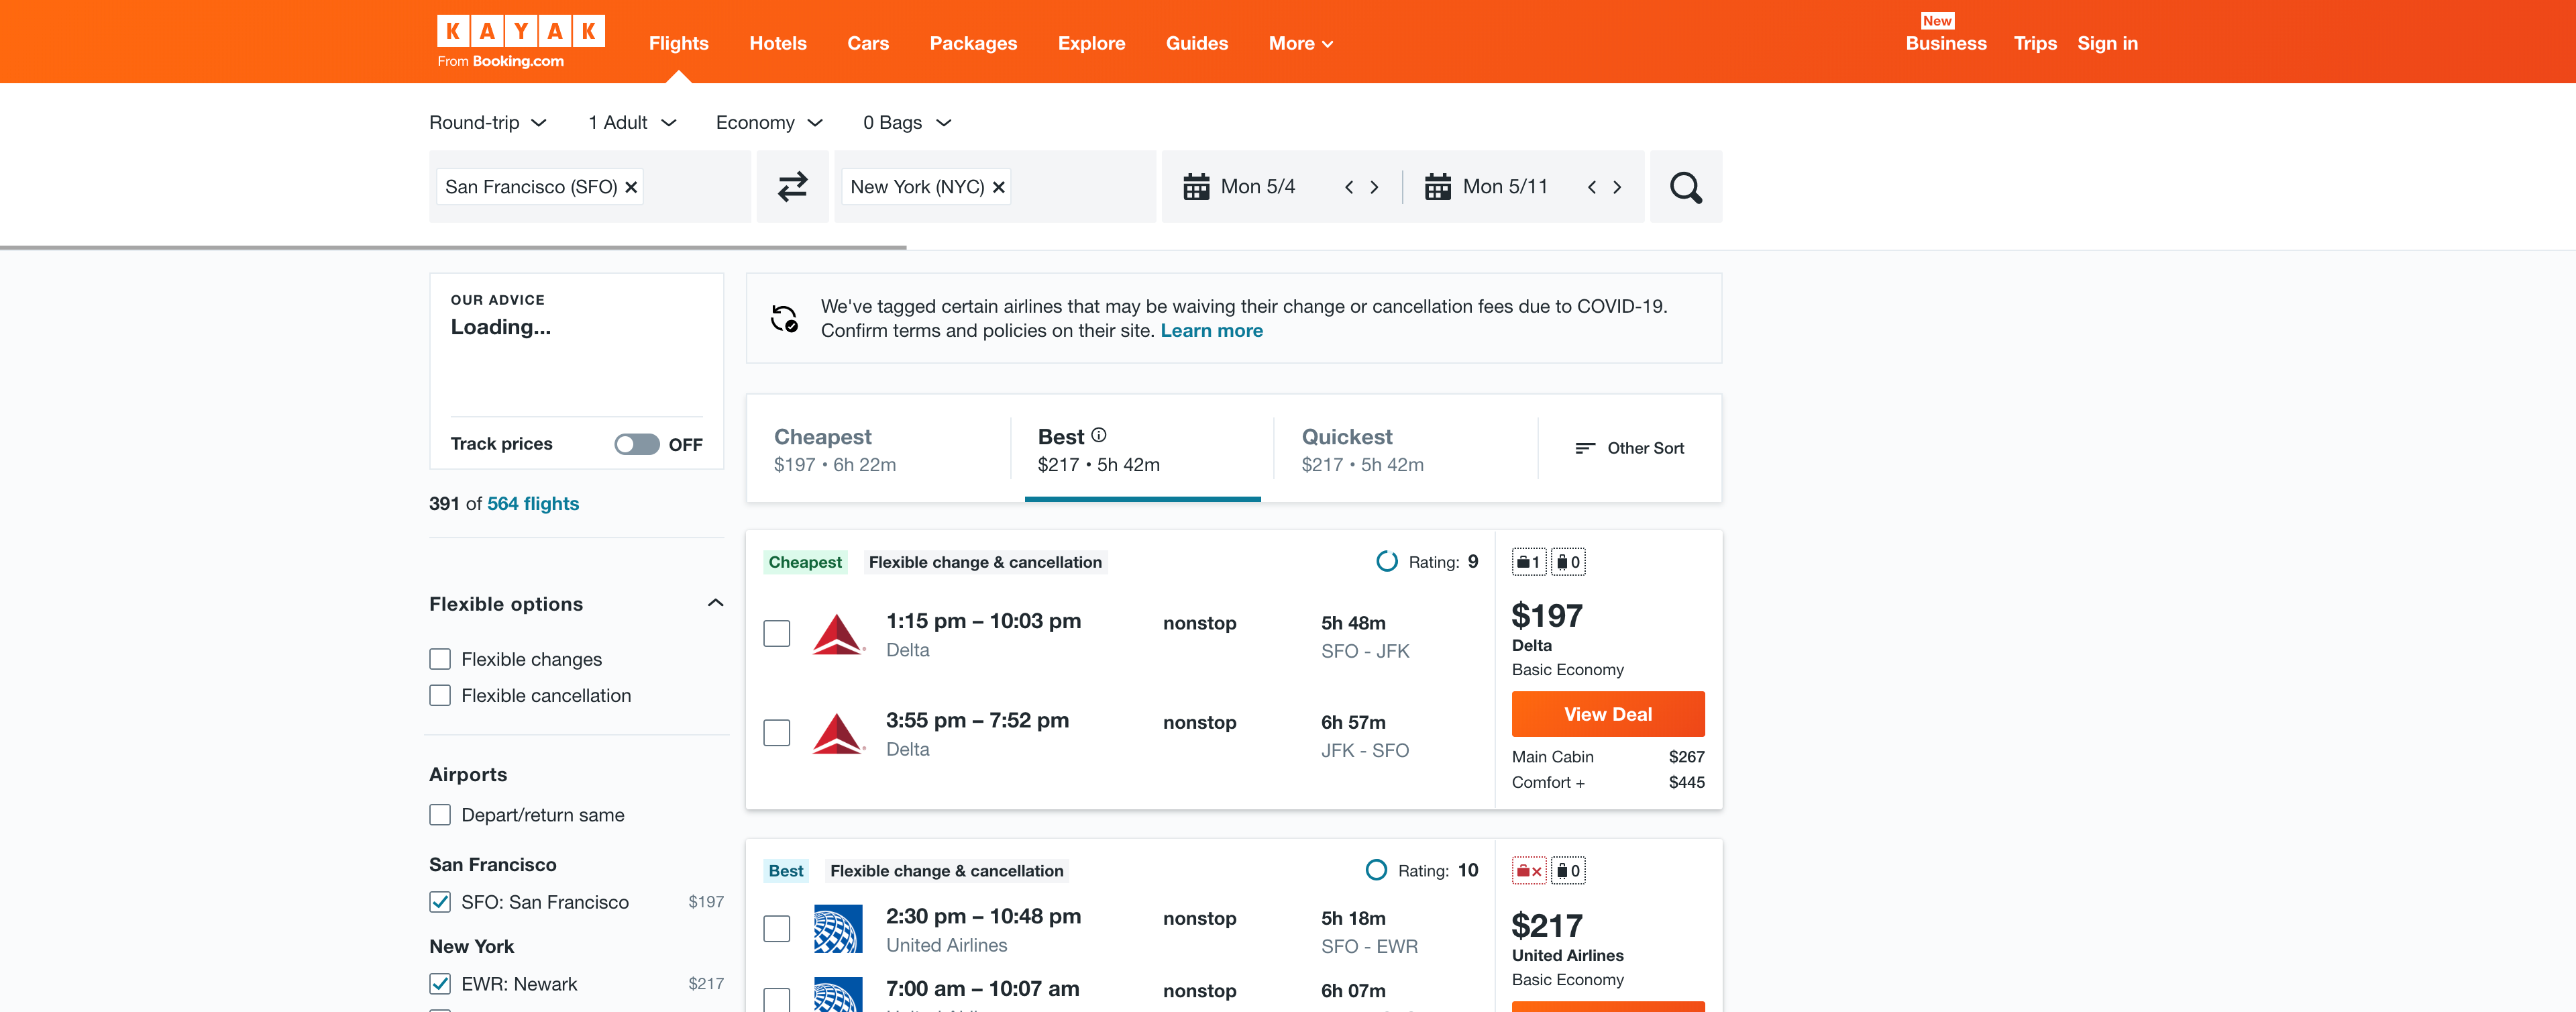 KAYAK
From Booking.com
Flights
Hotels
Cars
Packages
Explore
Guides
More
New
Business
Trips
Sign in
Round-trip
1 Adult
Economy
0 Bags
San Francisco (SFO)
New York (NYC)
Mon 5/4
Mon 5/11
OUR ADVICE
Loading...
Track prices
OFF
391 of 564 flights
Flexible options
Flexible changes
Flexible cancellation
Airports
Depart/return same
San Francisco
SFO: San Francisco $197
New York
EWR: Newark $217
We've tagged certain airlines that may be waiving their change or cancellation fees due to COVID-19.
Confirm terms and policies on their site. Learn more
Cheapest
$197 • 6h 22m
Best
$217 • 5h 42m
Quickest
$217 • 5h 42m
Other Sort
Cheapest
Flexible change & cancellation
Rating: 9
1:15 pm – 10:03 pm
Delta
nonstop
5h 48m
SFO - JFK
3:55 pm – 7:52 pm
Delta
nonstop
6h 57m
JFK - SFO
1
0
$197
Delta
Basic Economy
View Deal
Main Cabin $267
Comfort + $445
Best
Flexible change & cancellation
Rating: 10
2:30 pm – 10:48 pm
United Airlines
nonstop
5h 18m
SFO - EWR
7:00 am – 10:07 am
nonstop
6h 07m
0
$217
United Airlines
Basic Economy